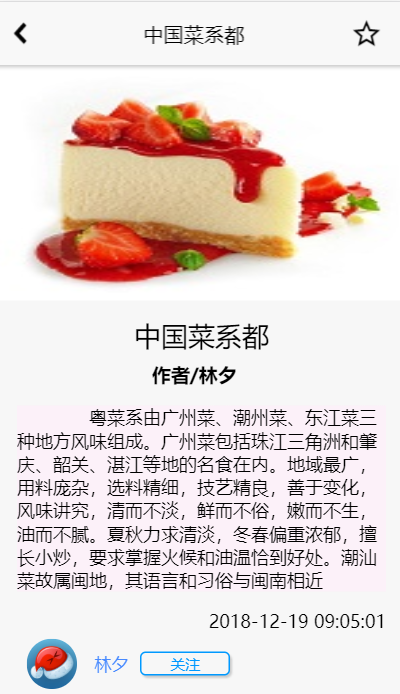 中国菜系都
中国菜系都
作者/林夕
粤菜系由广州菜、潮州菜、东江菜三
种地方风味组成。广州菜包括珠江三角洲和肇
庆、韶关、湛江等地的名食在内。地域最广，
用料庞杂，选料精细，技艺精良，善于变化，
风味讲究，清而不淡，鲜而不俗，嫩而不生，
油而不腻。夏秋力求清淡，冬春偏重浓郁，擅
长小炒，要求掌握火候和油温恰到好处。潮汕
菜故属闽地，其语言和习俗与闽南相近
2018-12-19 09:05:01
林夕 关注